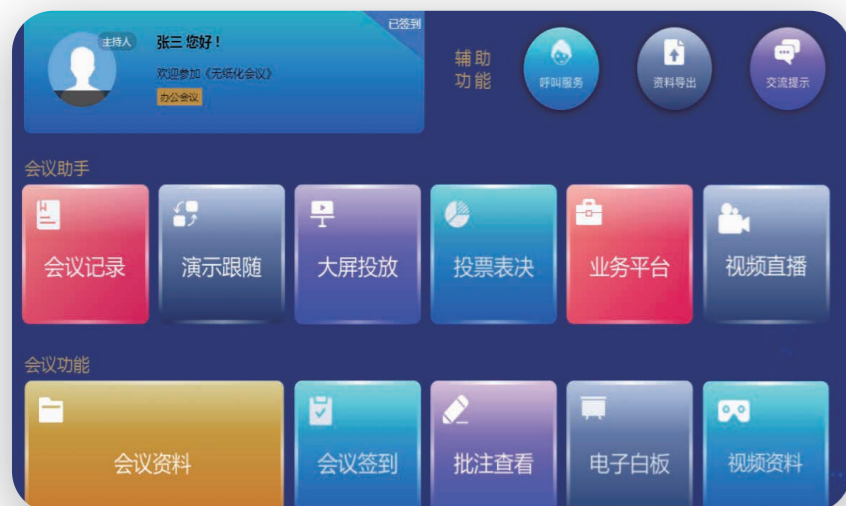 已签到
主持人
张三 您好！
欢迎参加《无纸化会议》
办公会议
辅助
功能
呼叫服务
资料导出
交流提示
会议助手
会议记录
演示跟随
大屏投放
投票表决
业务平台
视频直播
会议功能
会议资料
会议签到
批注查看
电子白板
视频资料